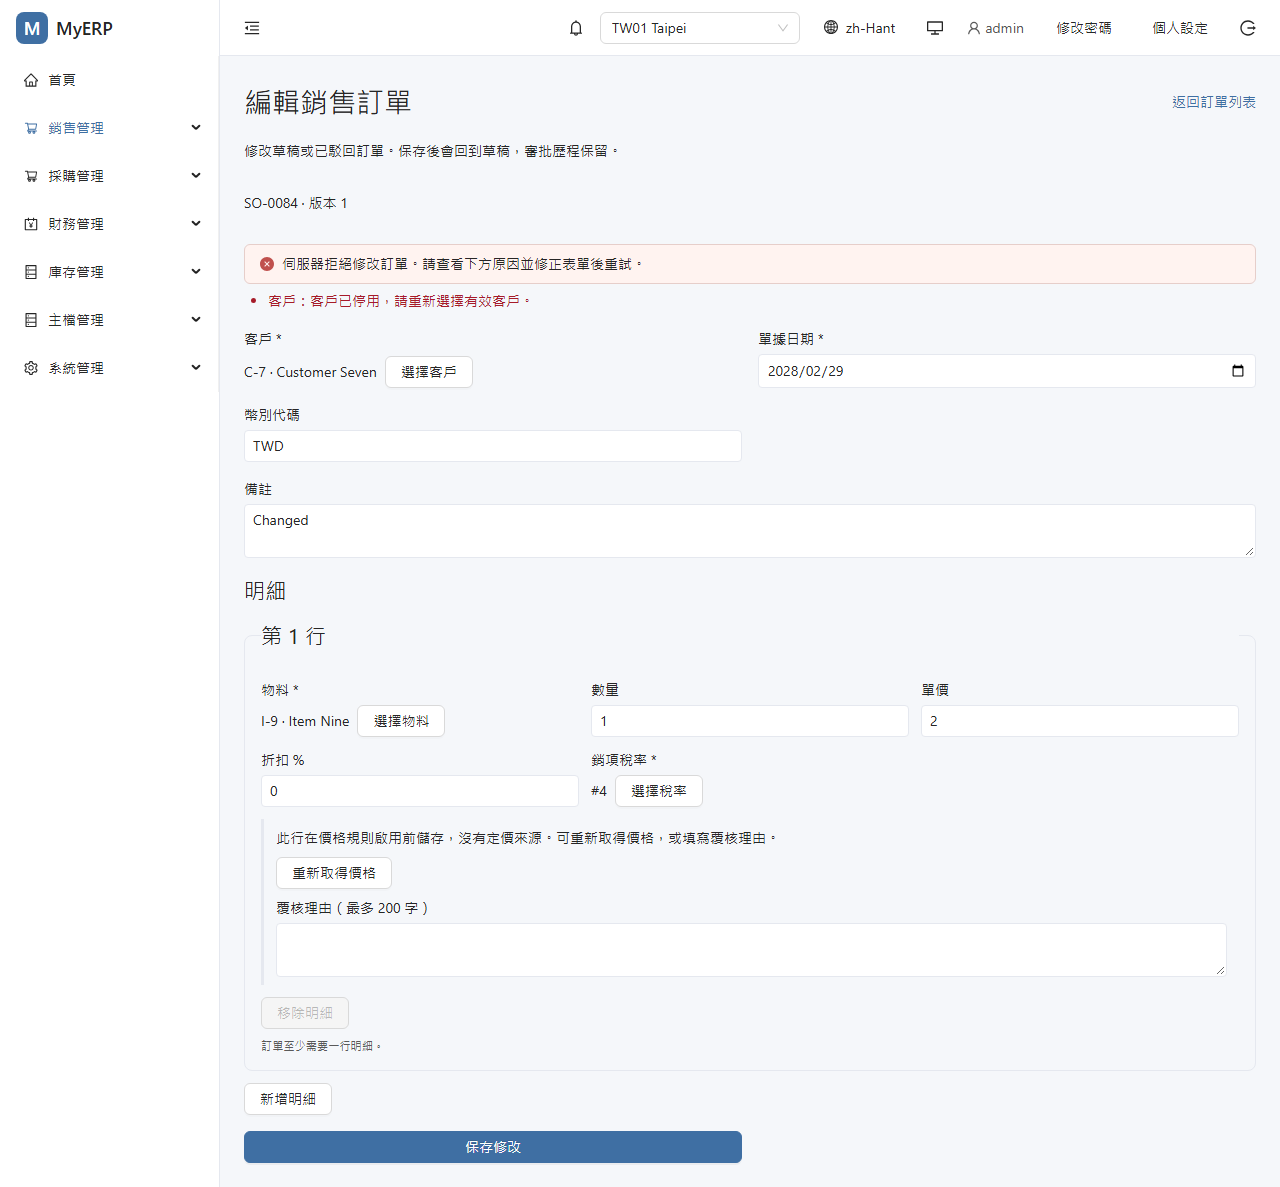 M MyERP
TW01 Taipei
zh-Hant
admin
修改密碼
個人設定
首頁
銷售管理
採購管理
財務管理
庫存管理
主檔管理
系統管理
編輯銷售訂單
返回訂單列表
修改草稿或已駁回訂單。保存後會回到草稿，審批歷程保留。
SO-0084 · 版本 1
伺服器拒絕修改訂單。請查看下方原因並修正表單後重試。
• 客戶：客戶已停用，請重新選擇有效客戶。
客戶 *
單據日期 *
C-7 · Customer Seven
選擇客戶
2028/02/29
幣別代碼
TWD
備註
Changed
明細
第 1 行
物料 *
數量
單價
I-9 · Item Nine
選擇物料
1
2
折扣 %
銷項稅率 *
0
#4
選擇稅率
此行在價格規則啟用前儲存，沒有定價來源。可重新取得價格，或填寫覆核理由。
重新取得價格
覆核理由（最多 200 字）
移除明細
訂單至少需要一行明細。
新增明細
保存修改